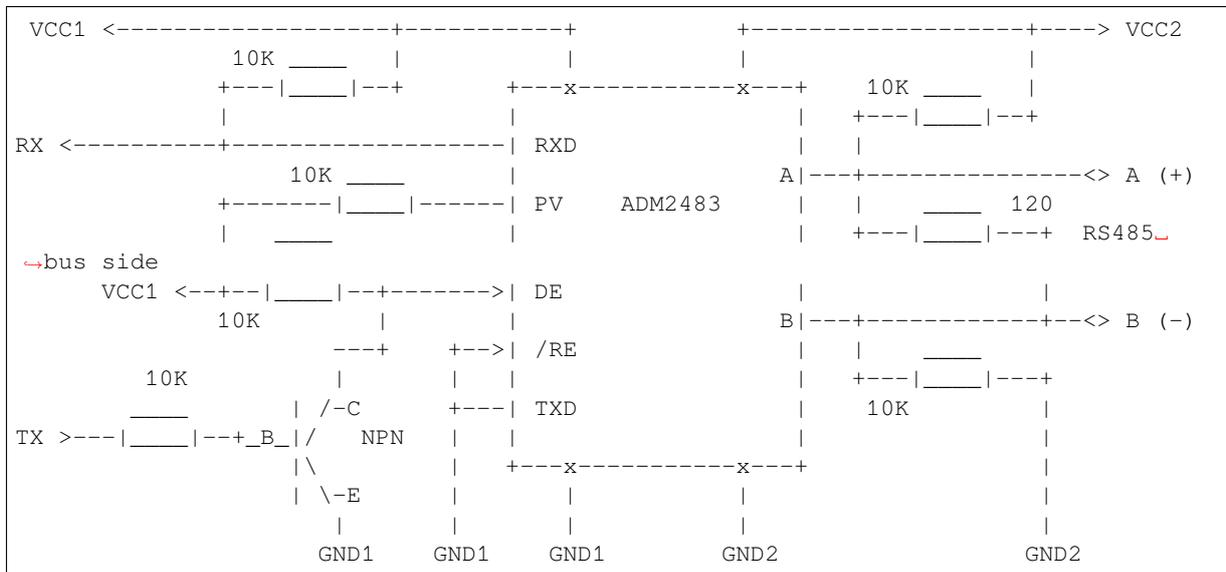 VCC1 <--------------------+-----------+           +-------------------+----> VCC2
               10K ____   |           |           |                   |
              +---|____|--+       +---x-----------x---+    10K ____   |
              |                   |                   |   +---|____|--+
RX <----------+-------------------| RXD               |   |
                   10K ____       |                  A|---+---------------<> A (+)
              +-------|____|------| PV    ADM2483     |   |    ____  120
              |   ____            |                   |   +---|____|---+  RS485␣
↪bus side
      VCC1 <--+--|____|--+------->| DE                |                |
              10K        |        |                  B|---+------------+--<> B (-)
                      ---+    +-->| /RE               |   |    ____
         10K          |       |   |                   |   +---|____|---+
        ____       | /-C      +---| TXD               |    10K         |
TX >---|____|--+_B_|/    NPN  |   |                   |                |
                   |\         |   +---x-----------x---+                |
                   | \-E      |       |           |                    |
                      |       |       |           |                    |
                     GND1    GND1    GND1        GND2                 GND2